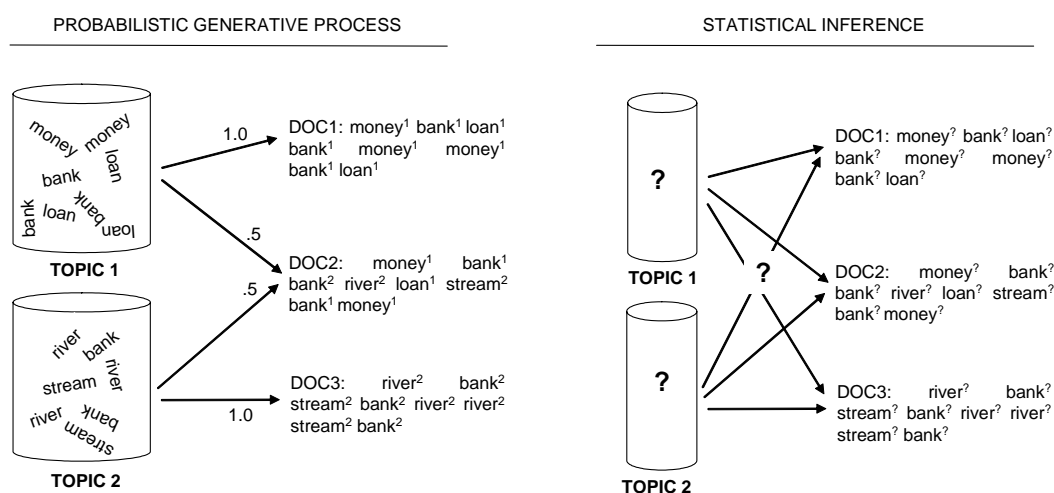 PROBABILISTIC GENERATIVE PROCESS
money
money
loan
bank
bank
loan
bank
loan
TOPIC 1
river
bank
river
stream
river
bank
stream
TOPIC 2
1.0
.5
.5
1.0
DOC1: money¹ bank¹ loan¹
bank¹ money¹ money¹
bank¹ loan¹
DOC2: money¹ bank¹
bank² river² loan¹ stream²
bank¹ money¹
DOC3: river² bank²
stream² bank² river² river²
stream² bank²
STATISTICAL INFERENCE
?
TOPIC 1
?
TOPIC 2
?
DOC1: money? bank? loan?
bank? money? money?
bank? loan?
DOC2: money? bank?
bank? river? loan? stream?
bank? money?
DOC3: river? bank?
stream? bank? river? river?
stream? bank?